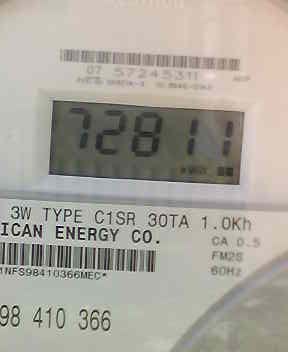 07 57245311
72811
3W TYPE C1SR 30TA 1.0Kh
ICAN ENERGY CO.
CA 0.5
FM2S
60Hz
1NFS98410366MEC*
98 410 366